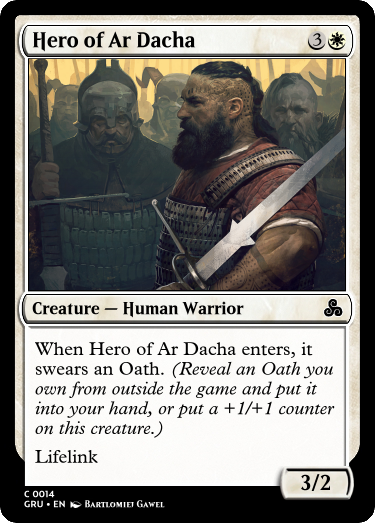 Hero of Ar Dacha 3
Creature — Human Warrior
When Hero of Ar Dacha enters, it
swears an Oath. (Reveal an Oath you
own from outside the game and put it
into your hand, or put a +1/+1 counter
on this creature.)
Lifelink
3/2
C 0014
GRU • EN Bartlomiej Gawel